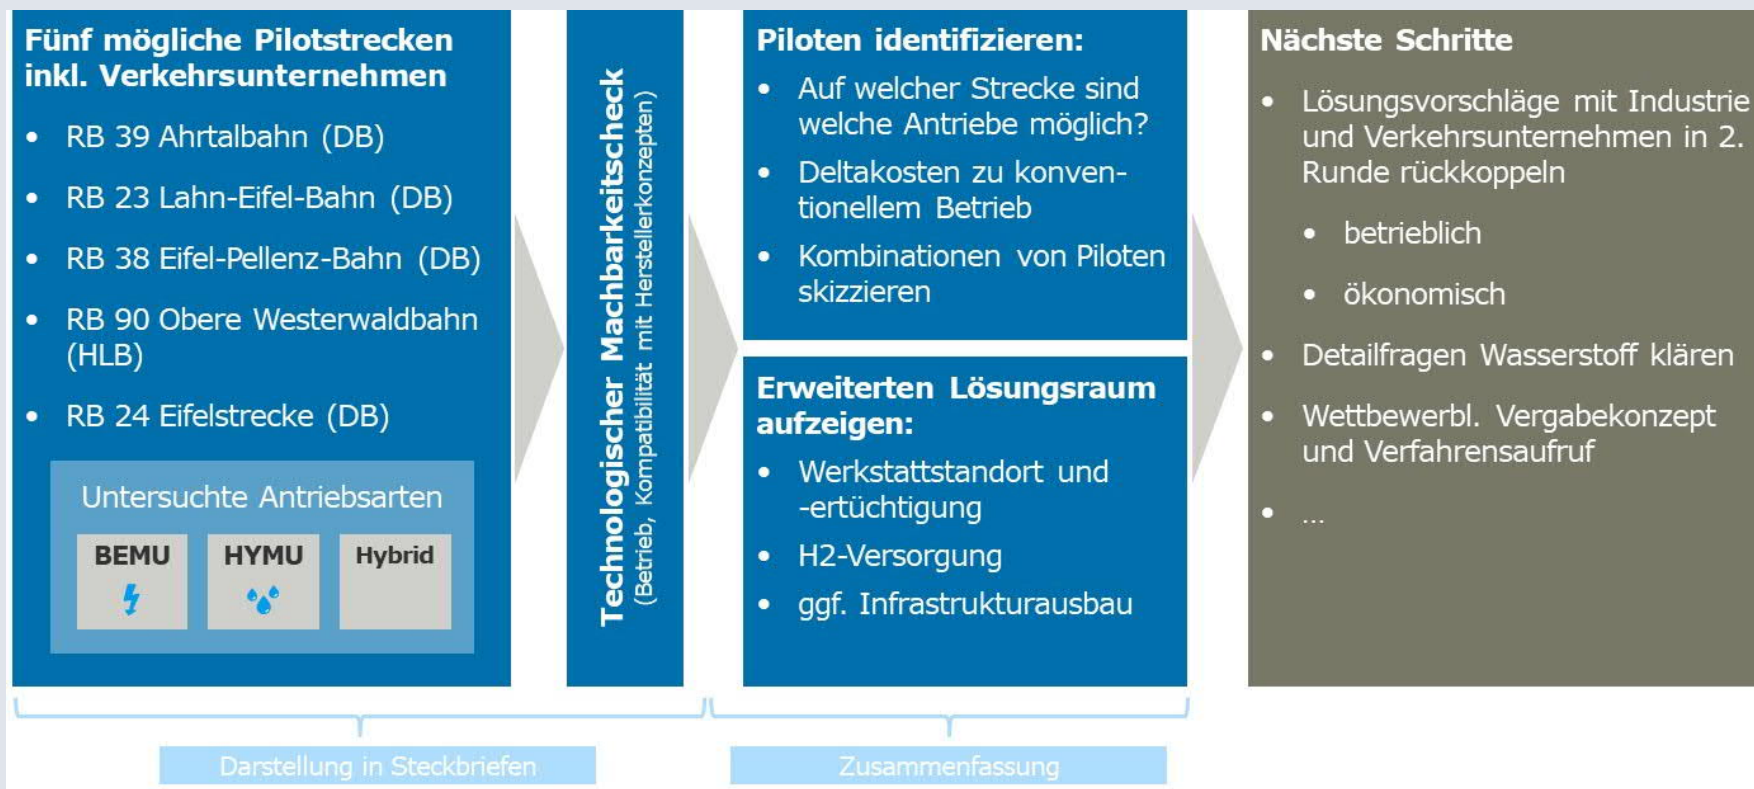 Fünf mögliche Pilotstrecken
inkl. Verkehrsunternehmen
• RB 39 Ahrtalbahn (DB)
• RB 23 Lahn-Eifel-Bahn (DB)
• RB 38 Eifel-Pellenz-Bahn (DB)
• RB 90 Obere Westerwaldbahn
(HLB)
• RB 24 Eifelstrecke (DB)
Untersuchte Antriebsarten
BEMU
HYMU
Hybrid
Technologischer Machbarkeitscheck
(Betrieb, Kompatibilität mit Herstellerkonzepten)
Piloten identifizieren:
• Auf welcher Strecke sind
welche Antriebe möglich?
• Deltakosten zu konven-
tionellem Betrieb
• Kombinationen von Piloten
skizzieren
Erweiterten Lösungsraum
aufzeigen:
• Werkstattstandort und
-ertüchtigung
• H2-Versorgung
• ggf. Infrastrukturausbau
Nächste Schritte
• Lösungsvorschläge mit Industrie
und Verkehrsunternehmen in 2.
Runde rückkoppeln
• betrieblich
• ökonomisch
• Detailfragen Wasserstoff klären
• Wettbewerbl. Vergabekonzept
und Verfahrensaufruf
• ...
Darstellung in Steckbriefen
Zusammenfassung